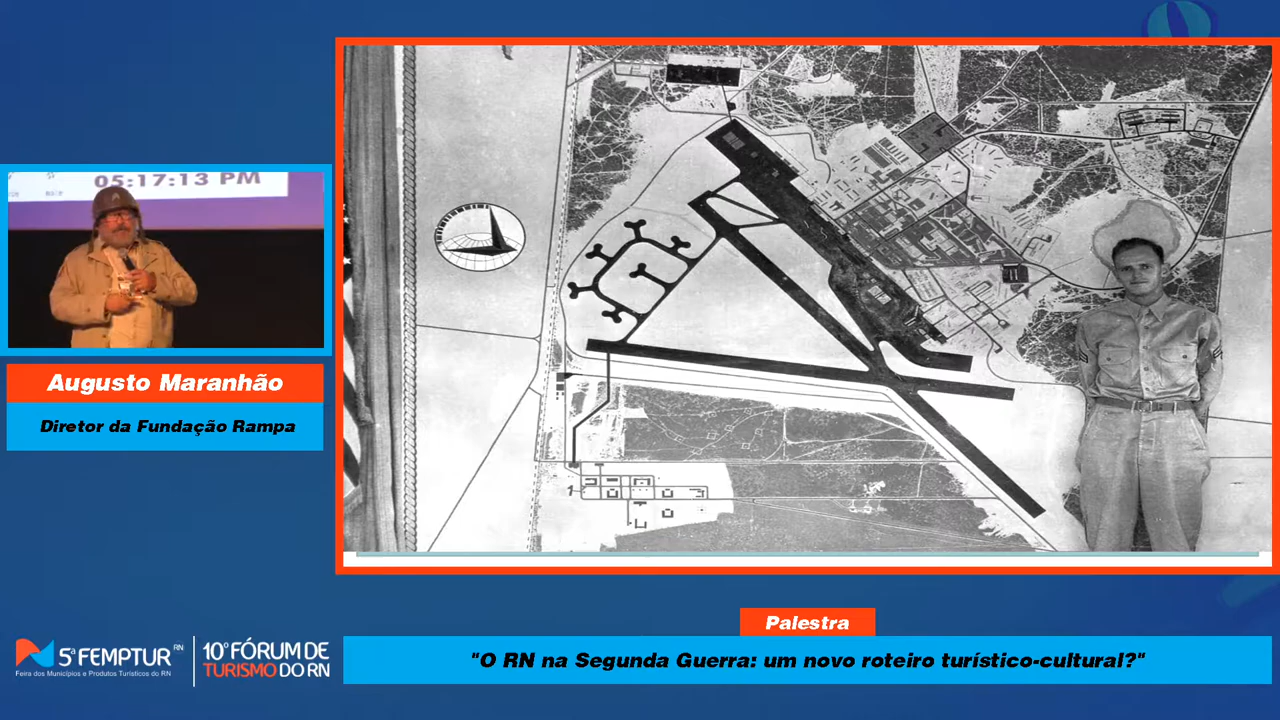 05:17:13 PM
Augusto Maranhão
Diretor da Fundação Rampa
5ª FEMPTUR RN
Feira dos Municípios e Produtos Turísticos do RN
10º FÓRUM DE
TURISMO DO RN
Palestra
"O RN na Segunda Guerra: um novo roteiro turístico-cultural?"